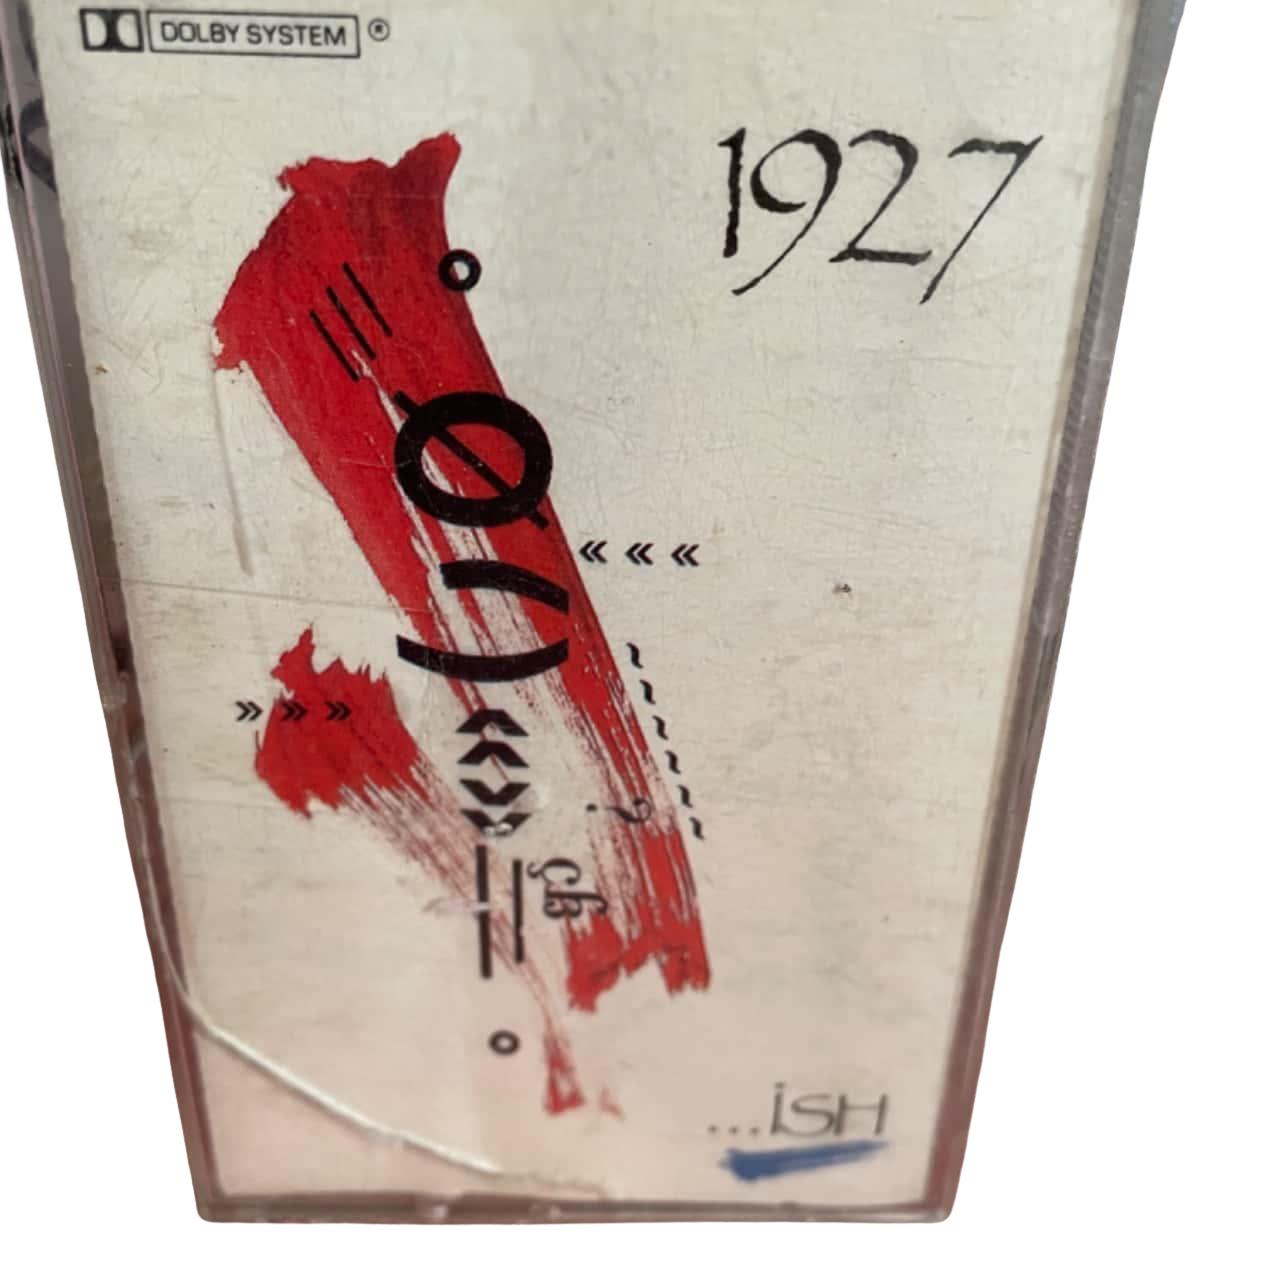 DOLBY SYSTEM ®
1927
« « «
» » »
?
...iSH